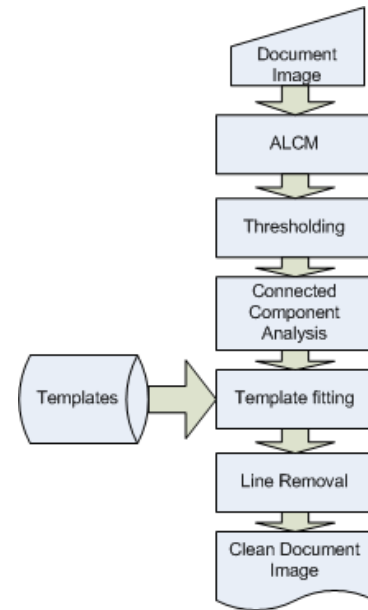 Document
Image
ALCM
Thresholding
Connected
Component
Analysis
Templates
Template fitting
Line Removal
Clean Document
Image